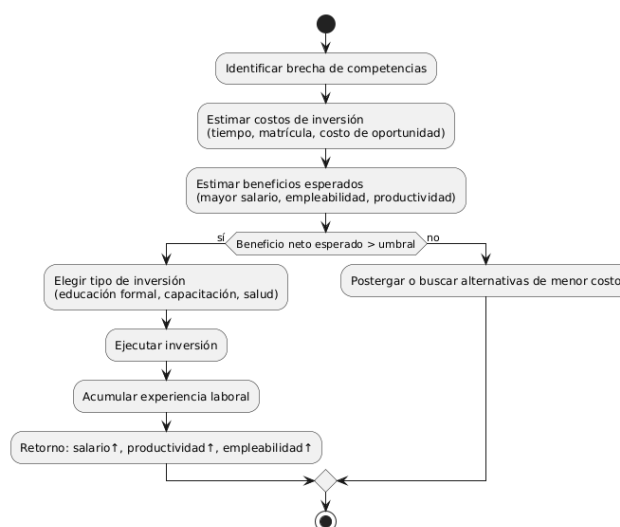 Identificar brecha de competencias
Estimar costos de inversión
(tiempo, matrícula, costo de oportunidad)
Estimar beneficios esperados
(mayor salario, empleabilidad, productividad)
sí
Beneficio neto esperado > umbral
no
Elegir tipo de inversión
(educación formal, capacitación, salud)
Postergar o buscar alternativas de menor costo
Ejecutar inversión
Acumular experiencia laboral
Retorno: salario↑, productividad↑, empleabilidad↑